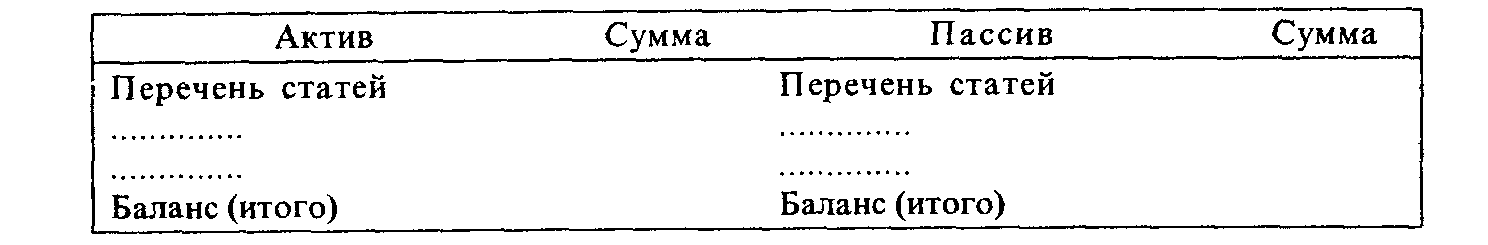 Актив Сумма Пассив Сумма
Перечень статей Перечень статей
.............. ..............
.............. ..............
Баланс (итого) Баланс (итого)